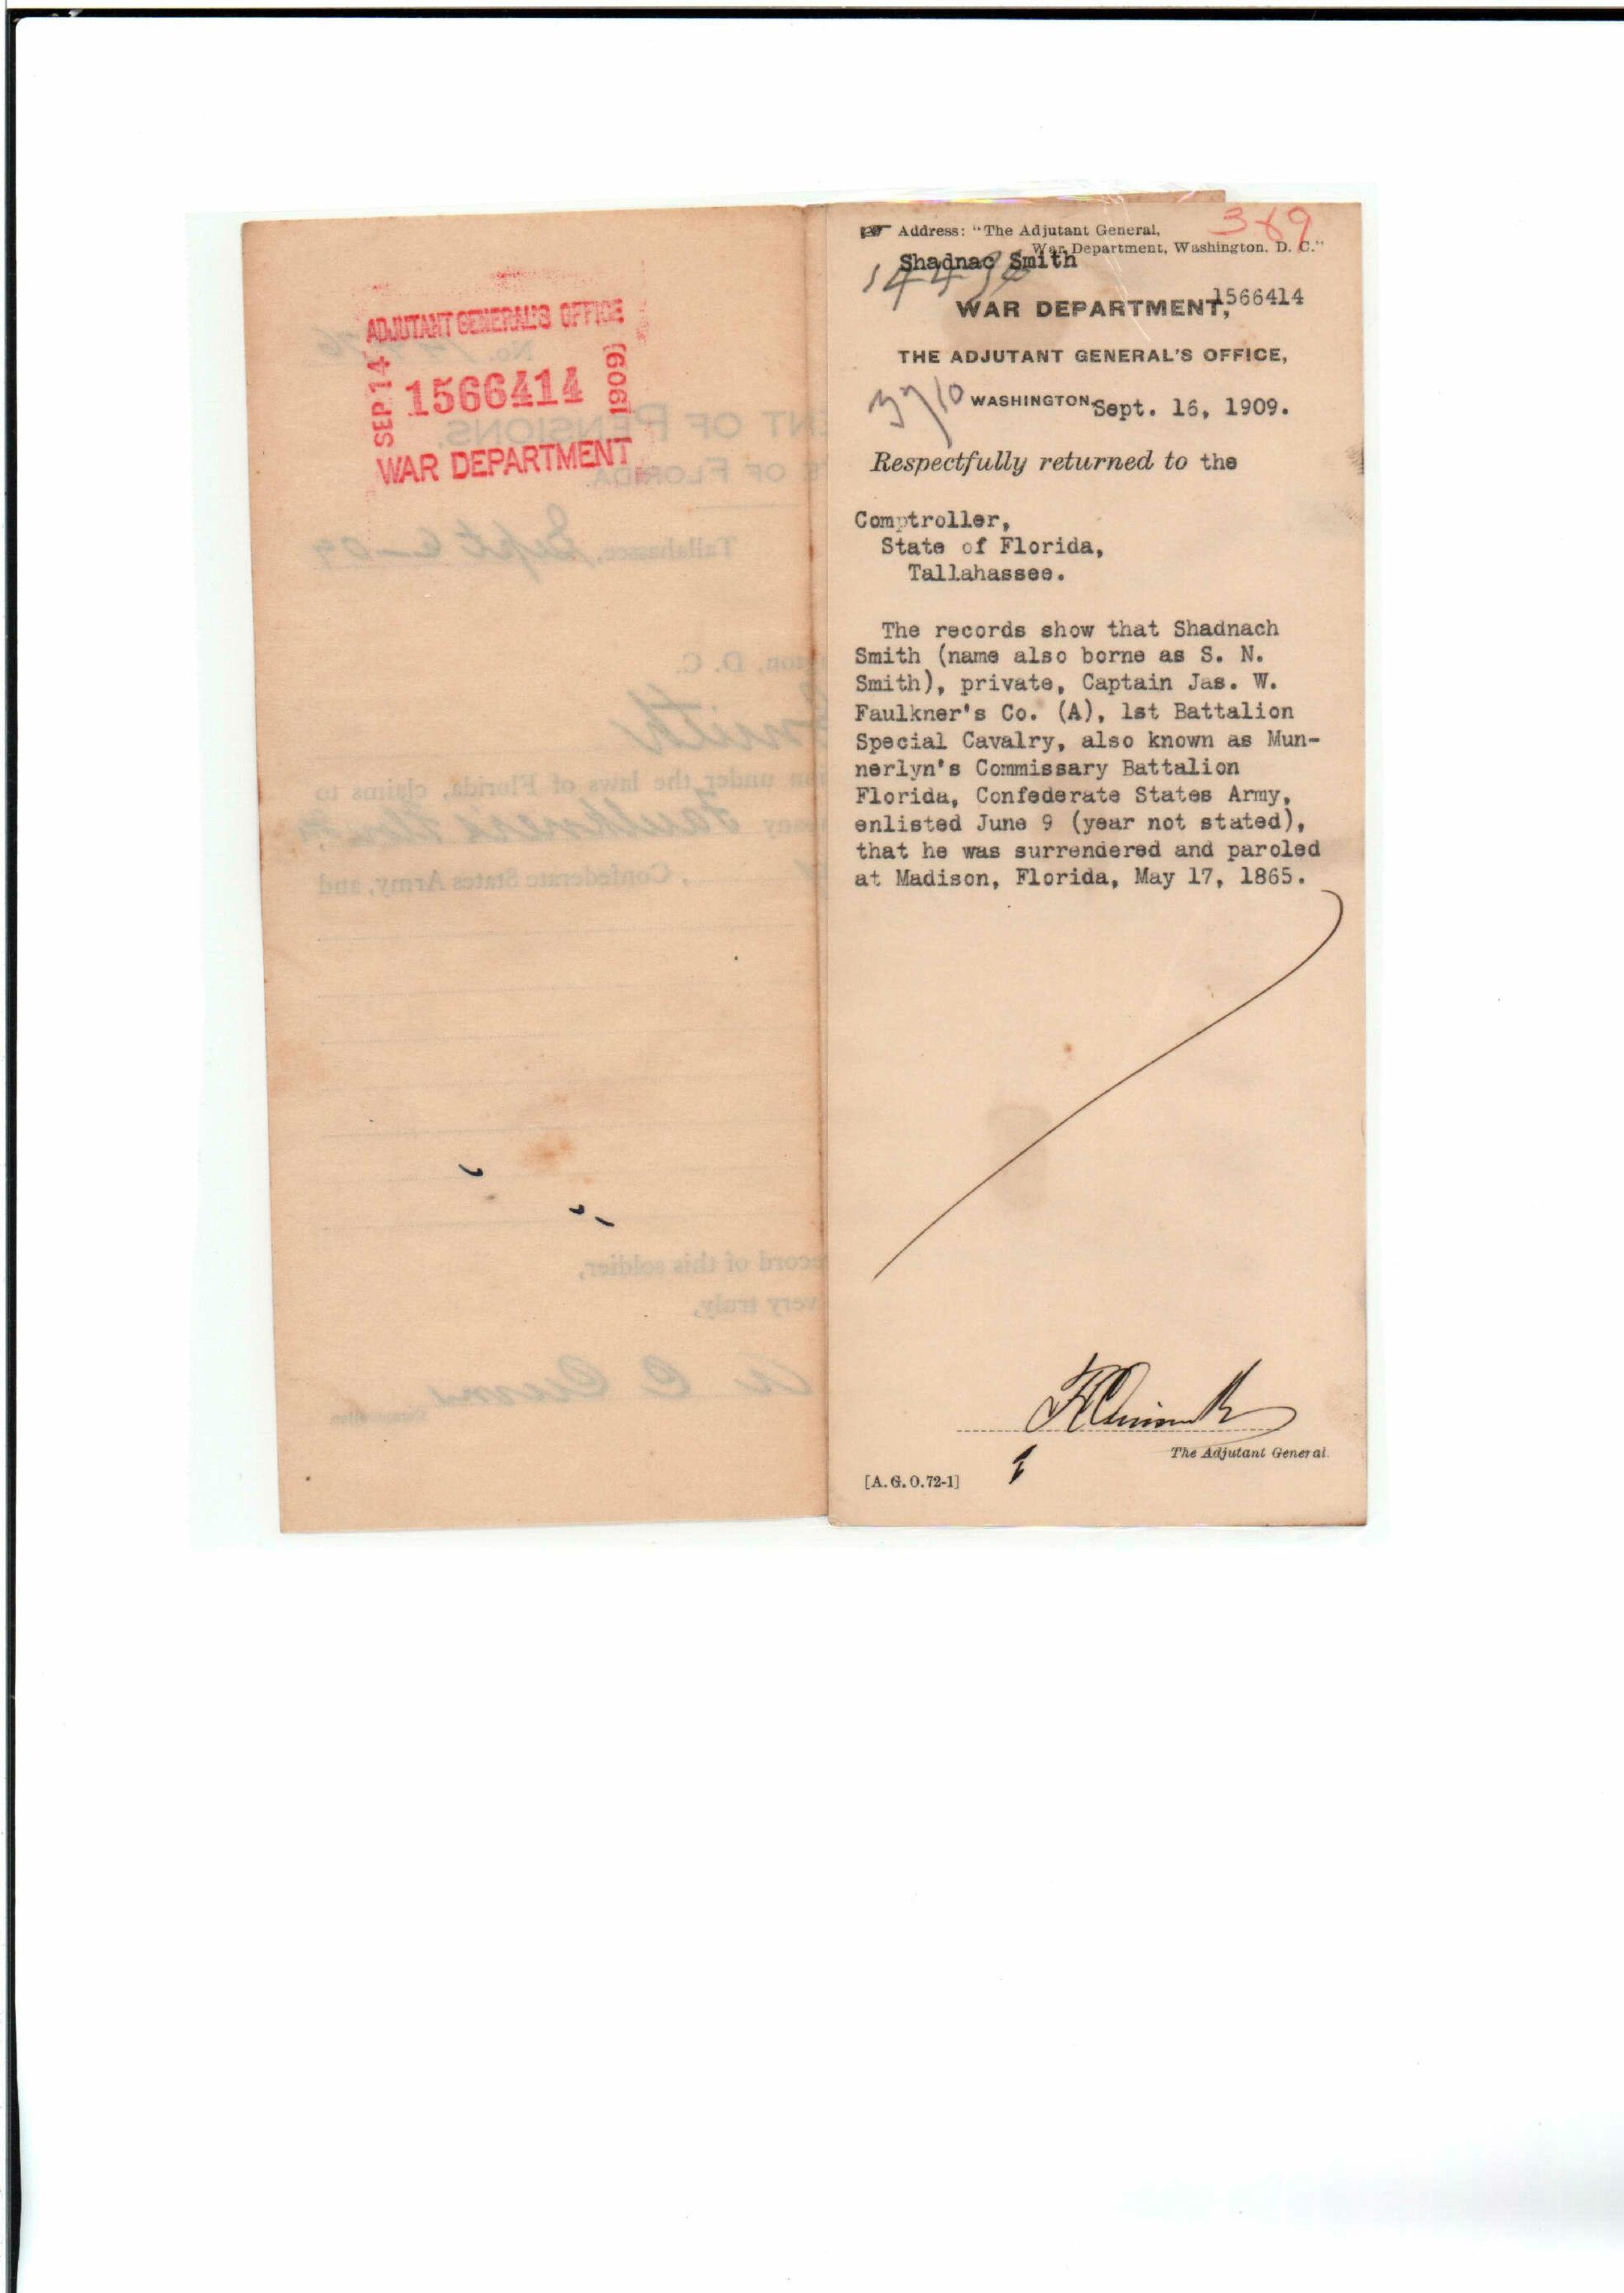 ADJUTANT GENERAL'S OFFICE
SEP 14
1566414
1909
WAR DEPARTMENT
369
Address: "The Adjutant General,
War Department, Washington. D. C."
Shadnac Smith
1566414
WAR DEPARTMENT,
THE ADJUTANT GENERAL'S OFFICE,
WASHINGTON, Sept. 16, 1909.
Respectfully returned to the
Comptroller,
State of Florida,
Tallahassee.
The records show that Shadnach
Smith (name also borne as S. N.
Smith), private, Captain Jas. W.
Faulkner's Co. (A), 1st Battalion
Special Cavalry, also known as Mun-
nerlyn's Commissary Battalion
Florida, Confederate States Army,
enlisted June 9 (year not stated),
that he was surrendered and paroled
at Madison, Florida, May 17, 1865.
The Adjutant General.
[A. G. O. 72-1]